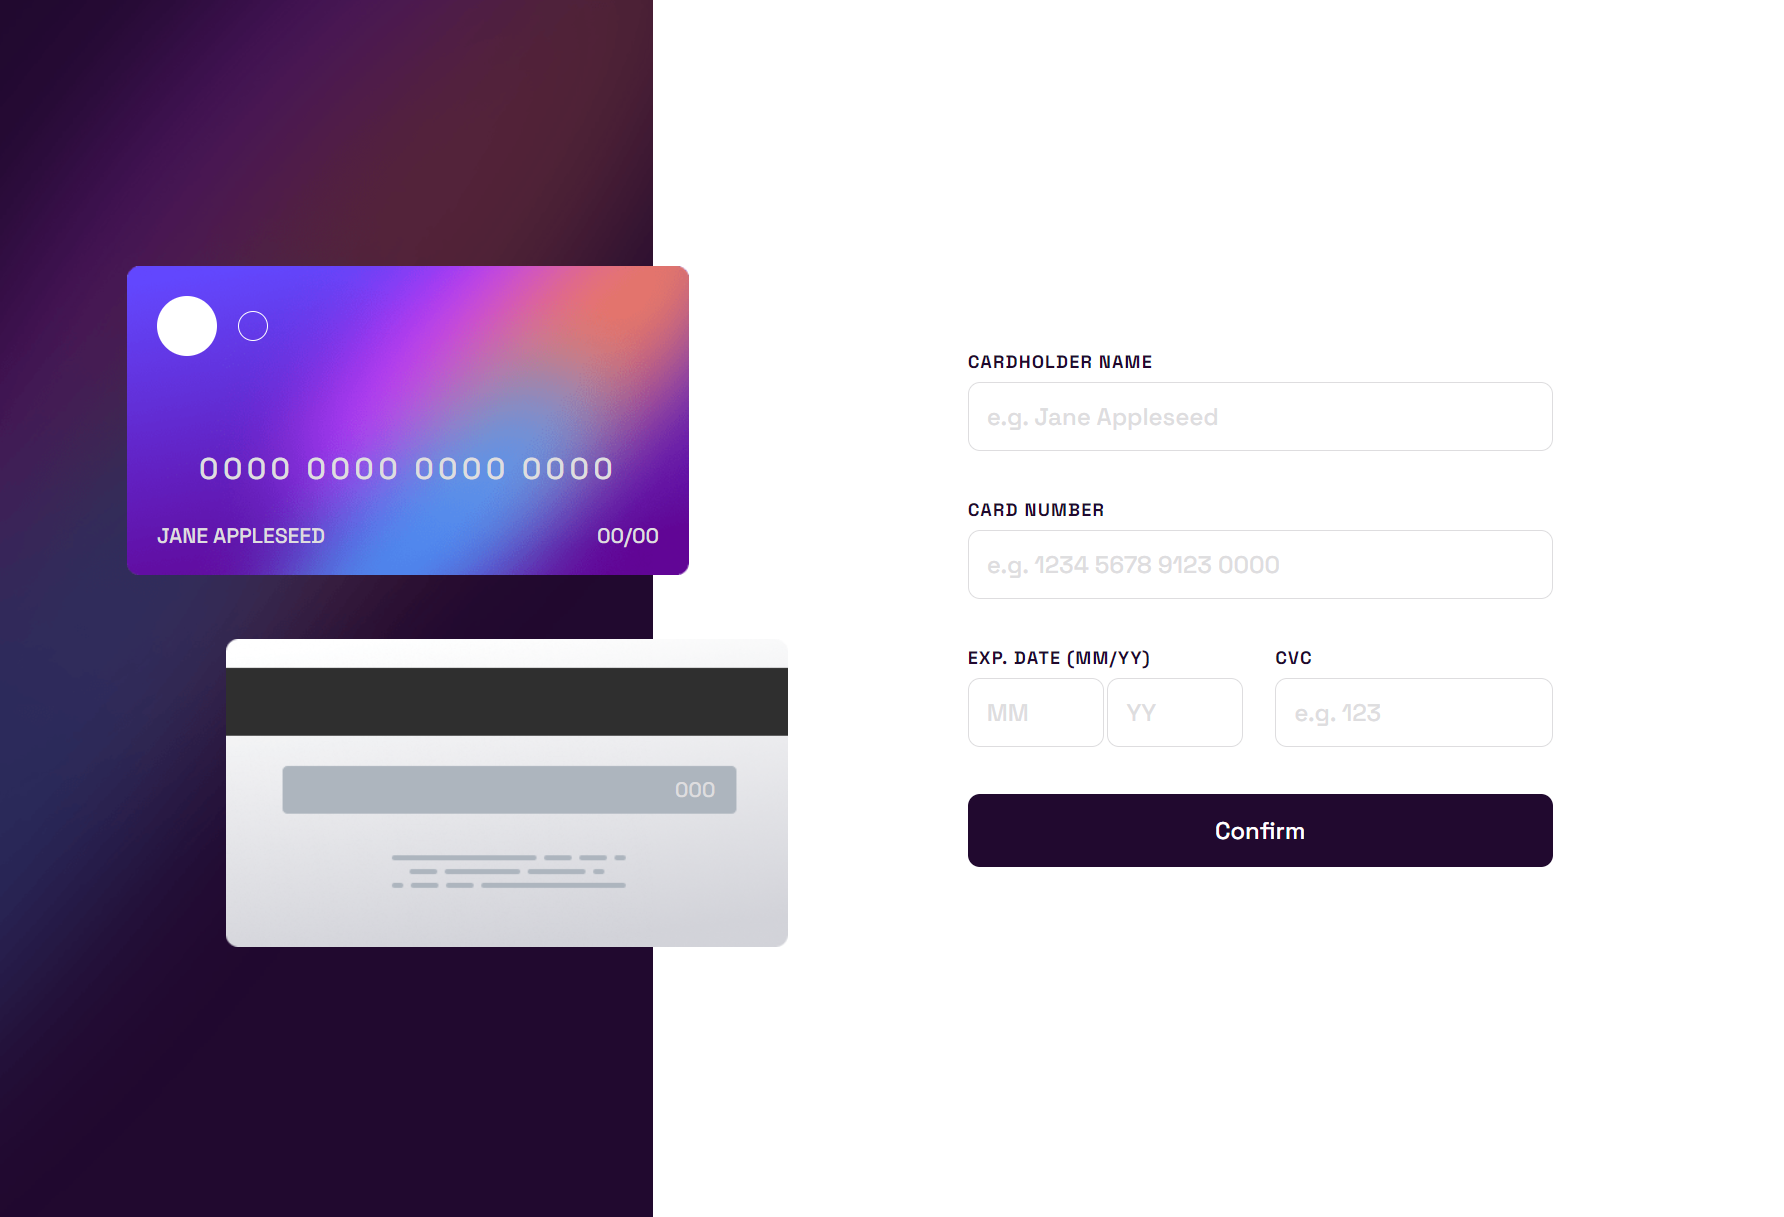 0000 0000 0000 0000
JANE APPLESEED 00/00
000
CARDHOLDER NAME
e.g. Jane Appleseed
CARD NUMBER
e.g. 1234 5678 9123 0000
EXP. DATE (MM/YY) CVC
MM YY e.g. 123
Confirm